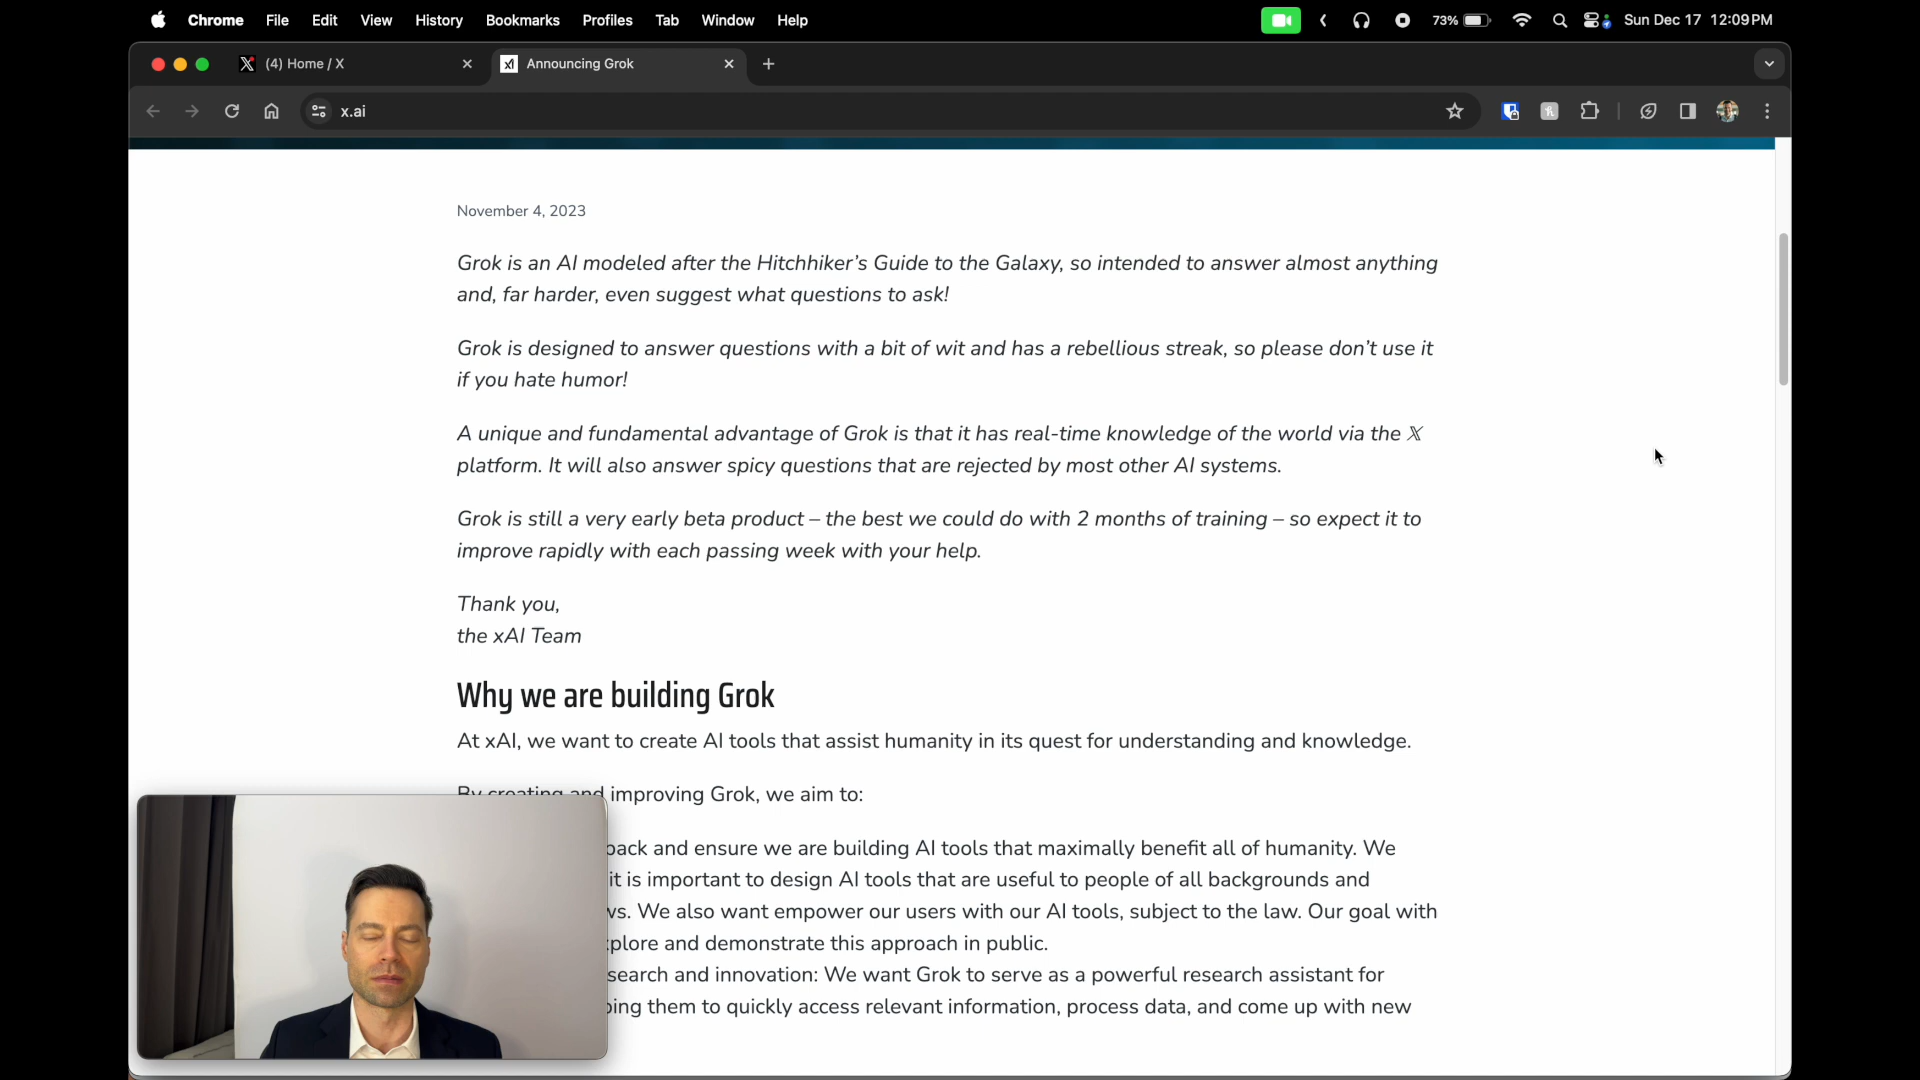 Chrome File Edit View History Bookmarks Profiles Tab Window Help 73% Sun Dec 17 12:09 PM
(4) Home / X Announcing Grok
x.ai
November 4, 2023
Grok is an AI modeled after the Hitchhiker’s Guide to the Galaxy, so intended to answer almost anything
and, far harder, even suggest what questions to ask!
Grok is designed to answer questions with a bit of wit and has a rebellious streak, so please don’t use it
if you hate humor!
A unique and fundamental advantage of Grok is that it has real-time knowledge of the world via the 𝕏
platform. It will also answer spicy questions that are rejected by most other AI systems.
Grok is still a very early beta product – the best we could do with 2 months of training – so expect it to
improve rapidly with each passing week with your help.
Thank you,
the xAI Team
Why we are building Grok
At xAI, we want to create AI tools that assist humanity in its quest for understanding and knowledge.
By creating and improving Grok, we aim to:
and ensure we are building AI tools that maximally benefit all of humanity. We
it is important to design AI tools that are useful to people of all backgrounds and
We also want empower our users with our AI tools, subject to the law. Our goal with
and demonstrate this approach in public.
and innovation: We want Grok to serve as a powerful research assistant for
them to quickly access relevant information, process data, and come up with new